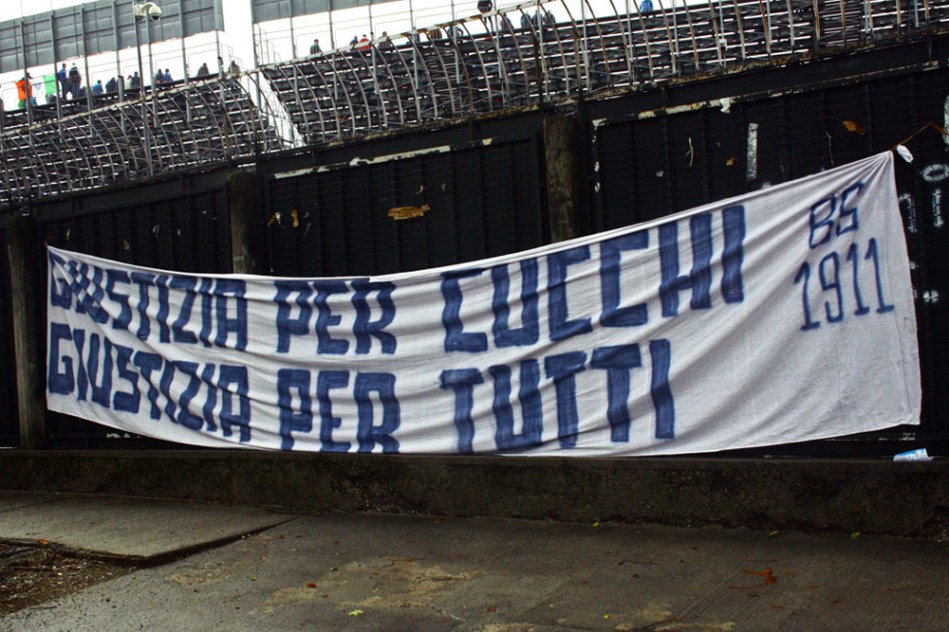 GIUSTIZIA PER CUCCHI
GIUSTIZIA PER TUTTI
BS
1911